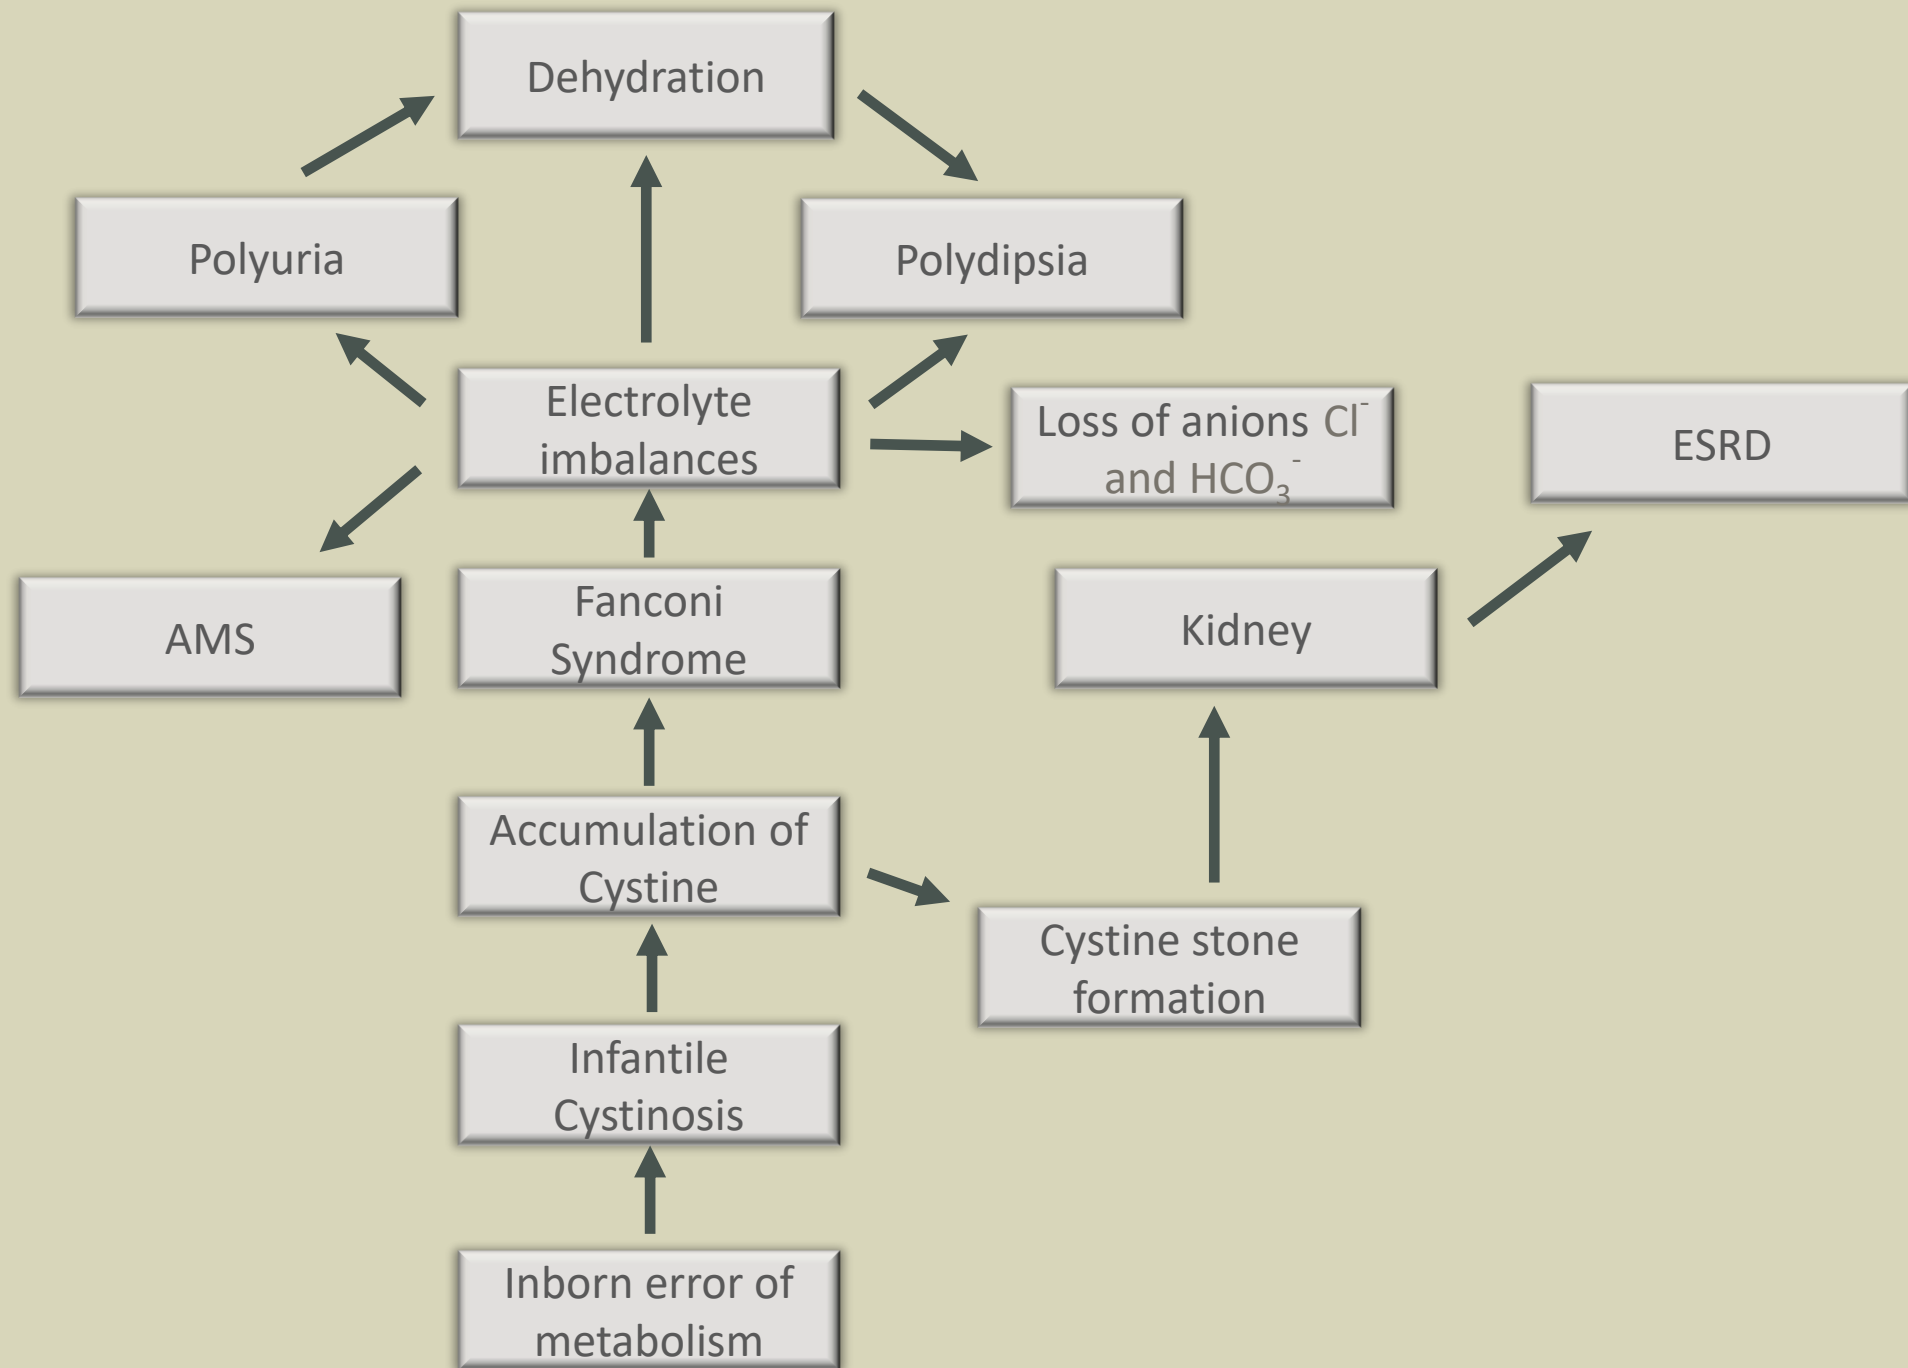 Dehydration
Polyuria
Polydipsia
Electrolyte
imbalances
Loss of anions Cl⁻
and HCO₃⁻
ESRD
AMS
Fanconi
Syndrome
Kidney
Accumulation of
Cystine
Cystine stone
formation
Infantile
Cystinosis
Inborn error of
metabolism